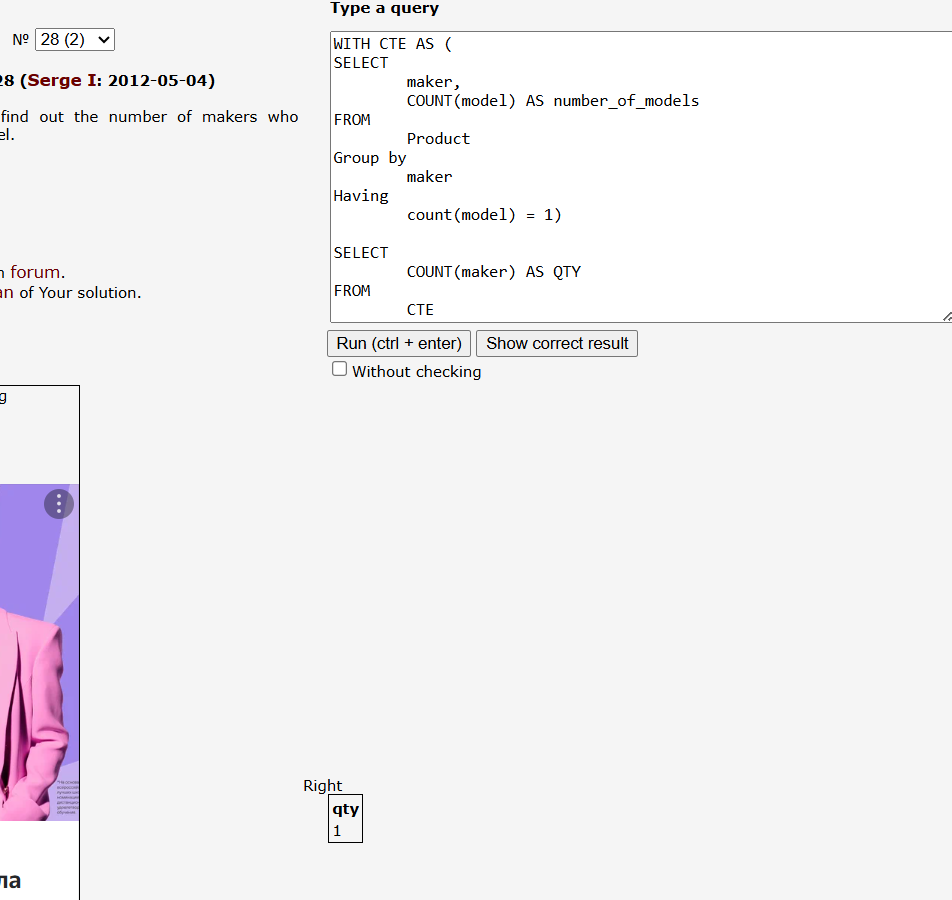 Type a query
№ 28 (2)
28 (Serge I: 2012-05-04)
find out the number of makers who
el.
forum.
an of Your solution.
g
WITH CTE AS (
SELECT
maker,
COUNT(model) AS number_of_models
FROM
Product
Group by
maker
Having
count(model) = 1)
SELECT
COUNT(maker) AS QTY
FROM
CTE
Run (ctrl + enter) Show correct result
Without checking
Right
qty
1
ла